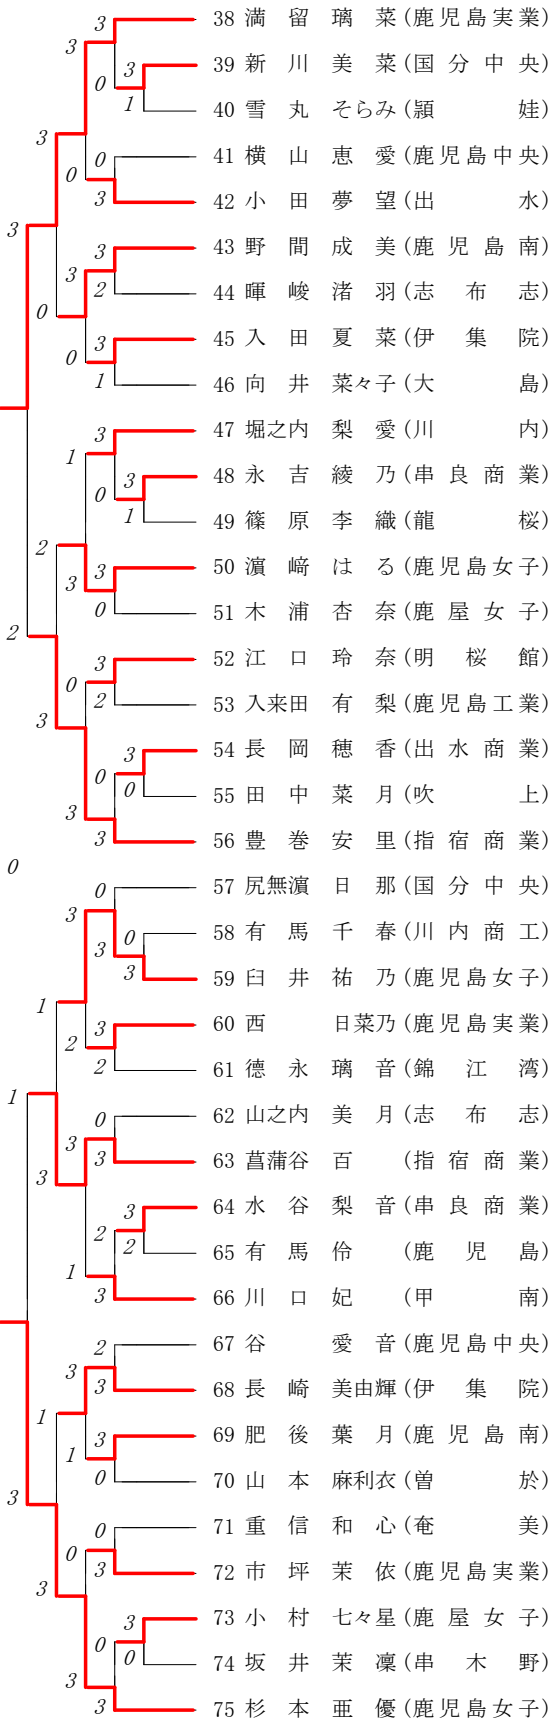 38 満 留 璃 菜 (鹿児島実業)
39 新 川 美 菜 (国分中央)
40 雪 丸 そらみ (頴 娃)
41 横 山 恵 愛 (鹿児島中央)
42 小 田 夢 望 (出 水)
43 野 間 成 美 (鹿児島南)
44 暉 峻 渚 羽 (志 布 志)
45 入 田 夏 菜 (伊 集 院)
46 向 井 菜々子 (大 島)
47 堀之内 梨 愛 (川 内)
48 永 吉 綾 乃 (串良商業)
49 篠 原 李 織 (龍 桜)
50 濵 﨑 は る (鹿児島女子)
51 木 浦 杏 奈 (鹿屋女子)
52 江 口 玲 奈 (明 桜 館)
53 入来田 有 梨 (鹿児島工業)
54 長 岡 穂 香 (出水商業)
55 田 中 菜 月 (吹 上)
56 豊 巻 安 里 (指宿商業)
57 尻無濵 日 那 (国分中央)
58 有 馬 千 春 (川内商工)
59 臼 井 祐 乃 (鹿児島女子)
60 西 日菜乃 (鹿児島実業)
61 德 永 璃 音 (錦 江 湾)
62 山之内 美 月 (志 布 志)
63 菖蒲谷 百 (指宿商業)
64 水 谷 梨 音 (串良商業)
65 有 馬 伶 (鹿 児 島)
66 川 口 妃 (甲 南)
67 谷 愛 音 (鹿児島中央)
68 長 崎 美由輝 (伊 集 院)
69 肥 後 葉 月 (鹿児島南)
70 山 本 麻利衣 (曽 於)
71 重 信 和 心 (奄 美)
72 市 坪 茉 依 (鹿児島実業)
73 小 村 七々星 (鹿屋女子)
74 坂 井 茉 凜 (串 木 野)
75 杉 本 亜 優 (鹿児島女子)